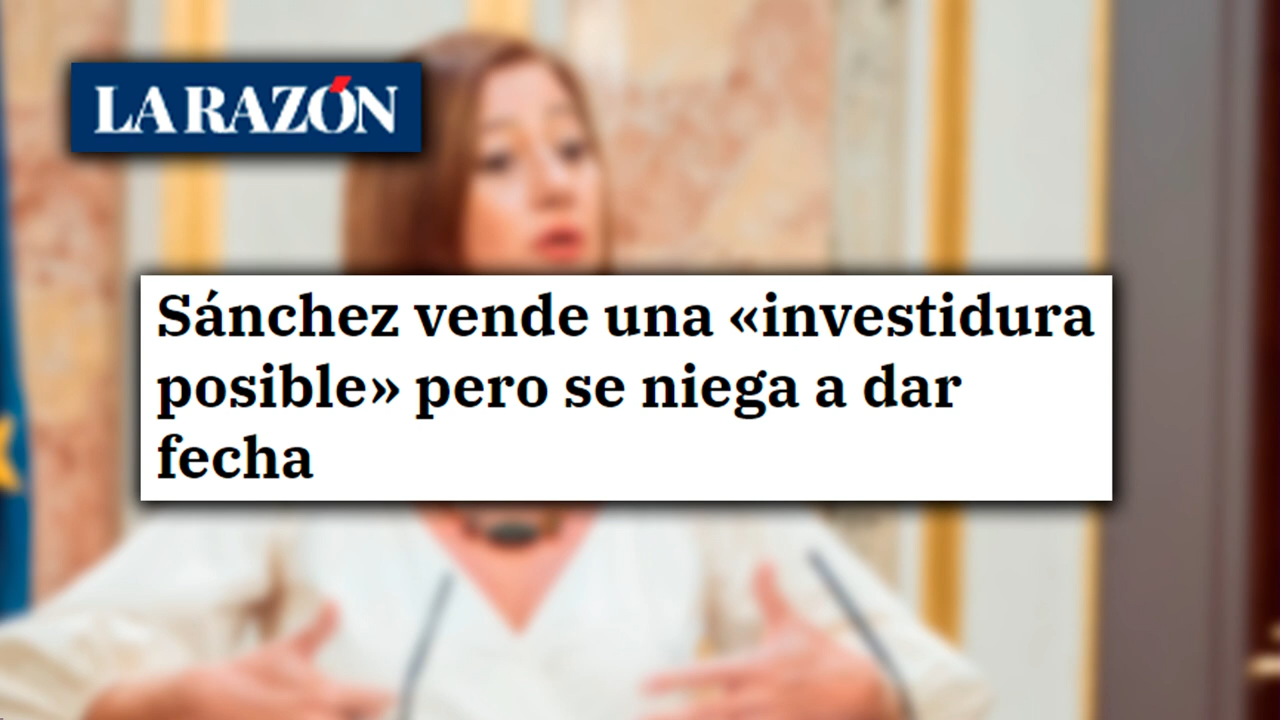 LA RAZÓN
Sánchez vende una «investidura
posible» pero se niega a dar
fecha